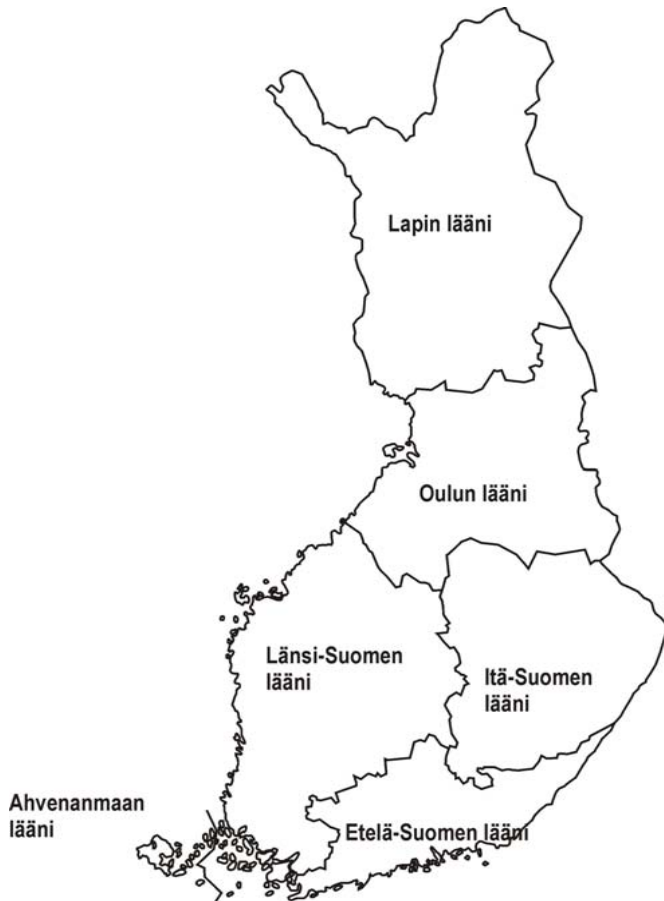 Lapin lääni
Oulun lääni
Länsi-Suomen
lääni
Itä-Suomen
lääni
Ahvenanmaan
lääni
Etelä-Suomen lääni